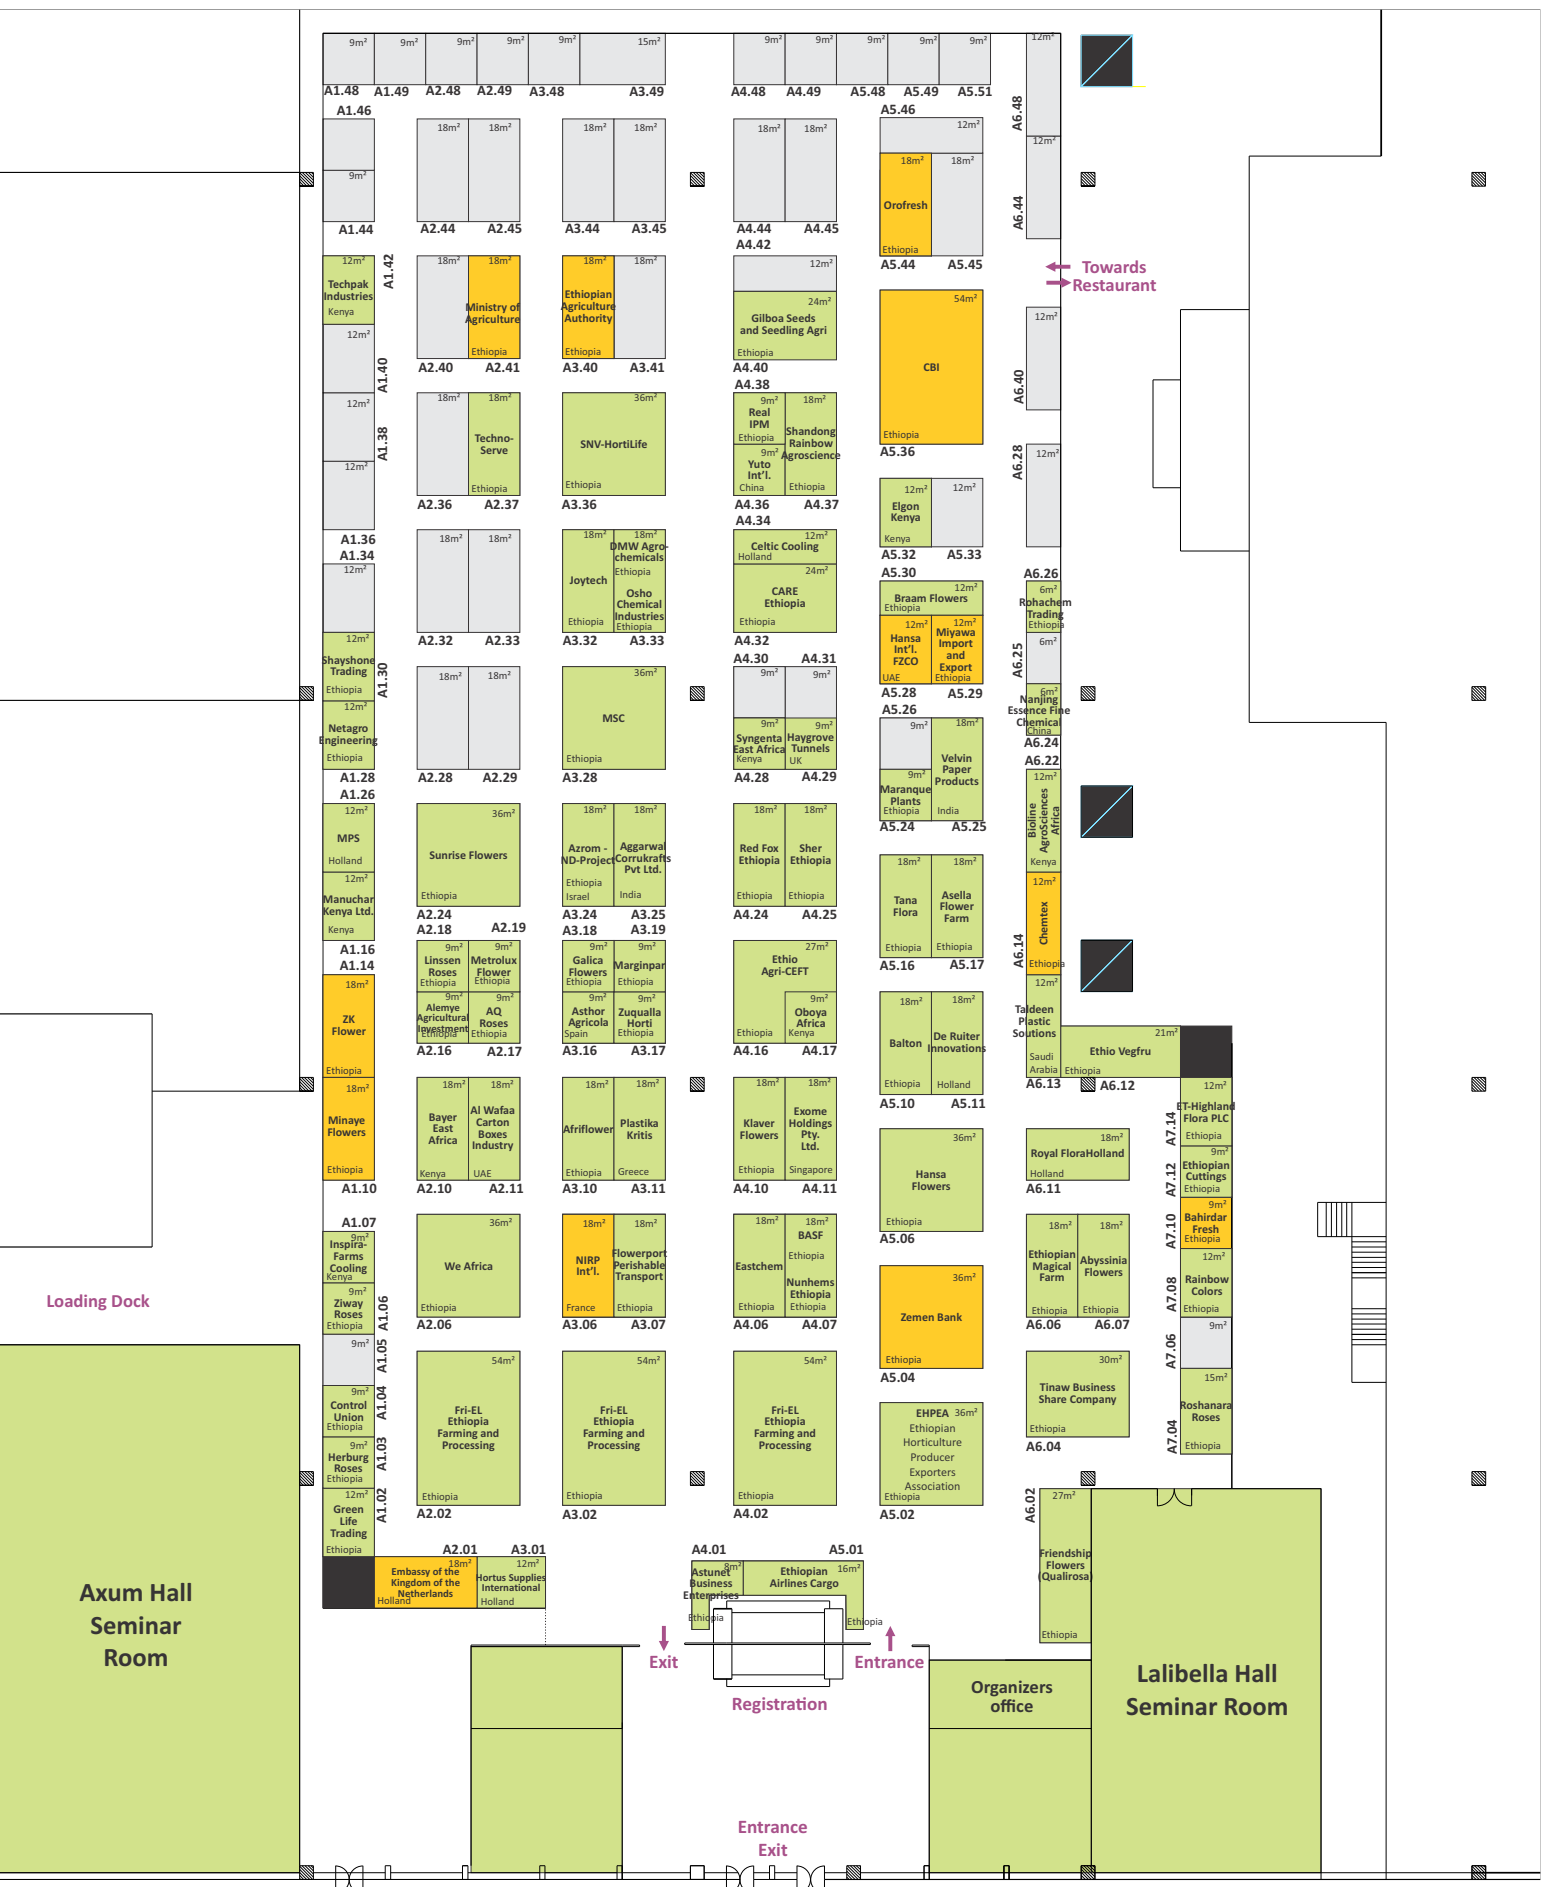 9m² 9m² 9m² 9m² 9m² 15m² 9m² 9m² 9m² 9m² 9m² 12m²
A1.48 A1.49 A2.48 A2.49 A3.48 A3.49 A4.48 A4.49 A5.48 A5.49 A5.51
A6.48
A1.46
9m²
A1.44
18m² 18m²
A2.44 A2.45
18m² 18m²
A3.44 A3.45
18m² 18m²
A4.44 A4.45
A5.46
12m²
18m²
Orofresh
Ethiopia
A5.44
18m²
A5.45
12m²
A6.44
Towards
Restaurant
12m²
Techpak
Industries
Kenya
A1.42
12m²
A1.40
12m²
A1.38
12m²
A1.36
18m²
A2.40
18m²
Ministry of
Agriculture
Ethiopia
A2.41
18m²
Ethiopian
Agriculture
Authority
Ethiopia
A3.40
18m²
A3.41
A4.42
12m²
24m²
Gilboa Seeds
and Seedling Agri
Ethiopia
A4.40
54m²
CBI
Ethiopia
A5.36
12m²
A6.40
18m²
A2.36
18m²
Techno-
Serve
Ethiopia
A2.37
36m²
SNV-HortiLife
Ethiopia
A3.36
A4.38
9m²
Real
IPM
Ethiopia
9m²
Yuto
Int’l.
China
A4.36
18m²
Shandong
Rainbow
Agroscience
Ethiopia
A4.37
12m²
Elgon
Kenya
Kenya
A5.32
12m²
A5.33
A6.28
12m²
A1.34
12m²
12m²
Shayshone
Trading
Ethiopia
A1.30
12m²
Netagro
Engineering
Ethiopia
A1.28
18m² 18m²
A2.32 A2.33
18m²
Joytech
Ethiopia
A3.32
18m²
DMW Agro-
chemicals
Ethiopia
Osho
Chemical
Industries
Ethiopia
A3.33
A4.34
12m²
Celtic Cooling
Holland
24m²
CARE
Ethiopia
Ethiopia
A4.32
A5.30
12m²
Braam Flowers
Ethiopia
12m²
Hansa
Int’l.
FZCO
UAE
A5.28
12m²
Miyawa
Import
and
Export
Ethiopia
A5.29
A6.26
6m²
Rohachem
Trading
Ethiopia
6m²
A6.25
6m²
Nanjing
Essence Fine
Chemical
China
A6.24
18m² 18m²
A2.28 A2.29
36m²
MSC
Ethiopia
A3.28
A4.30 A4.31
9m² 9m²
9m²
Syngenta
East Africa
Kenya
A4.28
9m²
Haygrove
Tunnels
UK
A4.29
A5.26
9m²
9m²
Maranque
Plants
Ethiopia
A5.24
18m²
Velvin
Paper
Products
India
A5.25
A6.22
12m²
Bioline
AgroSciences
Africa
Kenya
A1.26
12m²
MPS
Holland
12m²
Manuchar
Kenya Ltd.
Kenya
A1.16
36m²
Sunrise Flowers
Ethiopia
A2.24
18m²
Azrom -
ND-Project
Ethiopia
Israel
A3.24
18m²
Aggarwal
Corrukrafts
Pvt Ltd.
India
A3.25
18m²
Red Fox
Ethiopia
Ethiopia
A4.24
18m²
Sher
Ethiopia
Ethiopia
A4.25
18m²
Tana
Flora
Ethiopia
A5.16
18m²
Asella
Flower
Farm
Ethiopia
A5.17
12m²
Chemtex
Ethiopia
A6.14
A1.14
18m²
ZK
Flower
Ethiopia
18m²
Minaye
Flowers
Ethiopia
A1.10
A2.18 A2.19
9m²
Linssen
Roses
Ethiopia
9m²
Metrolux
Flower
Ethiopia
9m²
Alemye
Agricultural
Investment
Ethiopia
A2.16
9m²
AQ
Roses
Ethiopia
A2.17
A3.18 A3.19
9m²
Galica
Flowers
Ethiopia
9m²
Marginpar
Ethiopia
9m²
Asthor
Agricola
Spain
A3.16
9m²
Zuqualla
Horti
Ethiopia
A3.17
27m²
Ethio
Agri-CEFT
Ethiopia
A4.16
9m²
Oboya
Africa
Kenya
A4.17
18m²
Balton
Ethiopia
A5.10
18m²
De Ruiter
Innovations
Holland
A5.11
12m²
Taldeen
Plastic
Soutions
Saudi
Arabia
A6.13
21m²
Ethio Vegfru
Ethiopia
A6.12
18m²
Bayer
East
Africa
Kenya
A2.10
18m²
Al Wafaa
Carton
Boxes
Industry
UAE
A2.11
18m²
Afriflower
Ethiopia
A3.10
18m²
Plastika
Kritis
Greece
A3.11
18m²
Klaver
Flowers
Ethiopia
A4.10
18m²
Exome
Holdings
Pty.
Ltd.
Singapore
A4.11
36m²
Hansa
Flowers
Ethiopia
A5.06
18m²
Royal FloraHolland
Holland
A6.11
12m²
ET-Highland
Flora PLC
Ethiopia
A7.14
9m²
Ethiopian
Cuttings
Ethiopia
A7.12
9m²
Bahirdar
Fresh
Ethiopia
A7.10
12m²
Rainbow
Colors
Ethiopia
A7.08
9m²
A7.06
15m²
Roshanara
Roses
Ethiopia
A7.04
A1.07
9m²
Inspira-
Farms
Cooling
Kenya
9m²
Ziway
Roses
Ethiopia
A1.06
9m²
A1.05
9m²
Control
Union
Ethiopia
A1.04
9m²
Herburg
Roses
Ethiopia
A1.03
12m²
Green
Life
Trading
Ethiopia
A1.02
36m²
We Africa
Ethiopia
A2.06
18m²
NIRP
Int’l.
France
A3.06
18m²
Flowerport
Perishable
Transport
Ethiopia
A3.07
18m²
Eastchem
Ethiopia
A4.06
18m²
BASF
Ethiopia
Nunhems
Ethiopia
Ethiopia
A4.07
36m²
Zemen Bank
Ethiopia
A5.04
18m²
Ethiopian
Magical
Farm
Ethiopia
A6.06
18m²
Abyssinia
Flowers
Ethiopia
A6.07
Loading Dock
54m²
Fri-EL
Ethiopia
Farming and
Processing
Ethiopia
A2.02
54m²
Fri-EL
Ethiopia
Farming and
Processing
Ethiopia
A3.02
54m²
Fri-EL
Ethiopia
Farming and
Processing
Ethiopia
A4.02
EHPEA 36m²
Ethiopian
Horticulture
Producer
Exporters
Association
Ethiopia
A5.02
30m²
Tinaw Business
Share Company
Ethiopia
A6.04
A6.02
27m²
Friendship
Flowers
(Qualirosa)
Ethiopia
A2.01
18m²
Embassy of the
Kingdom of the
Netherlands
Holland
A3.01
12m²
Hortus Supplies
International
Holland
A4.01
8m²
Astunet
Business
Enterprises
Ethiopia
A5.01
16m²
Ethiopian
Airlines Cargo
Ethiopia
Axum Hall
Seminar
Room
Exit
Entrance
Registration
Organizers
office
Lalibella Hall
Seminar Room
Entrance
Exit